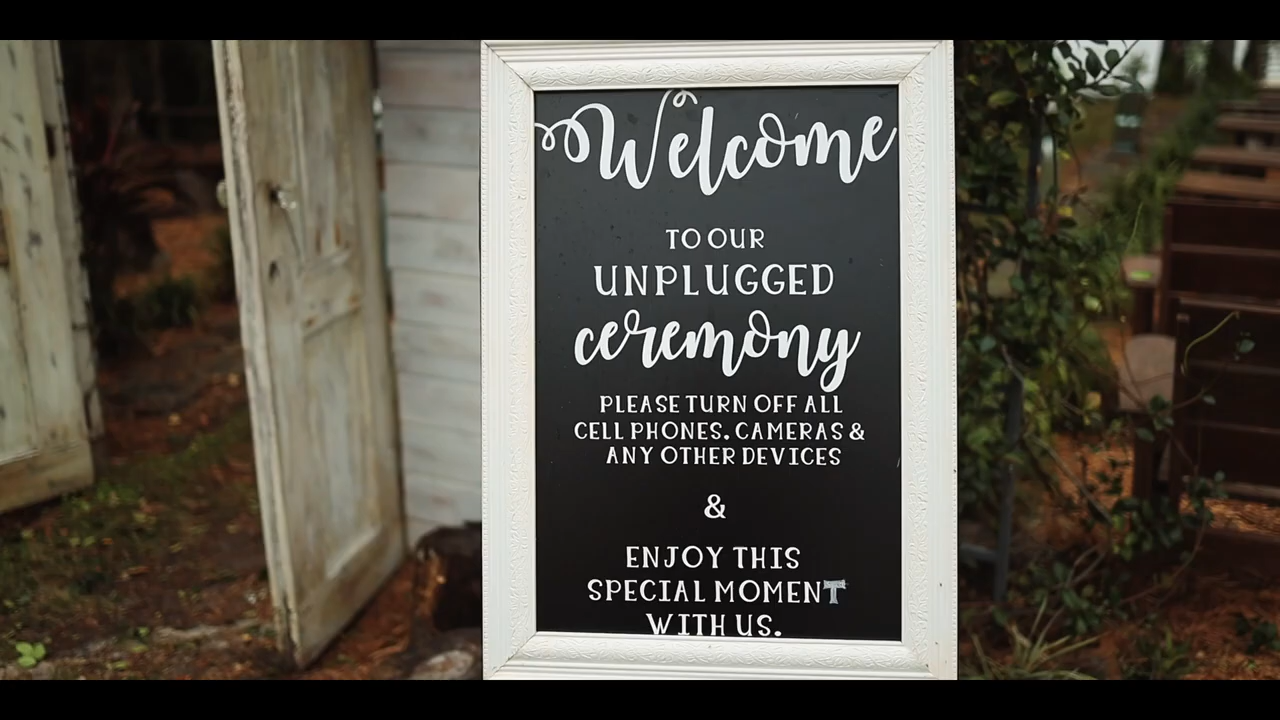 Welcome
TO OUR
UNPLUGGED
ceremony
PLEASE TURN OFF ALL
CELL PHONES. CAMERAS &
ANY OTHER DEVICES
&
ENJOY THIS
SPECIAL MOMENT
WITH US.